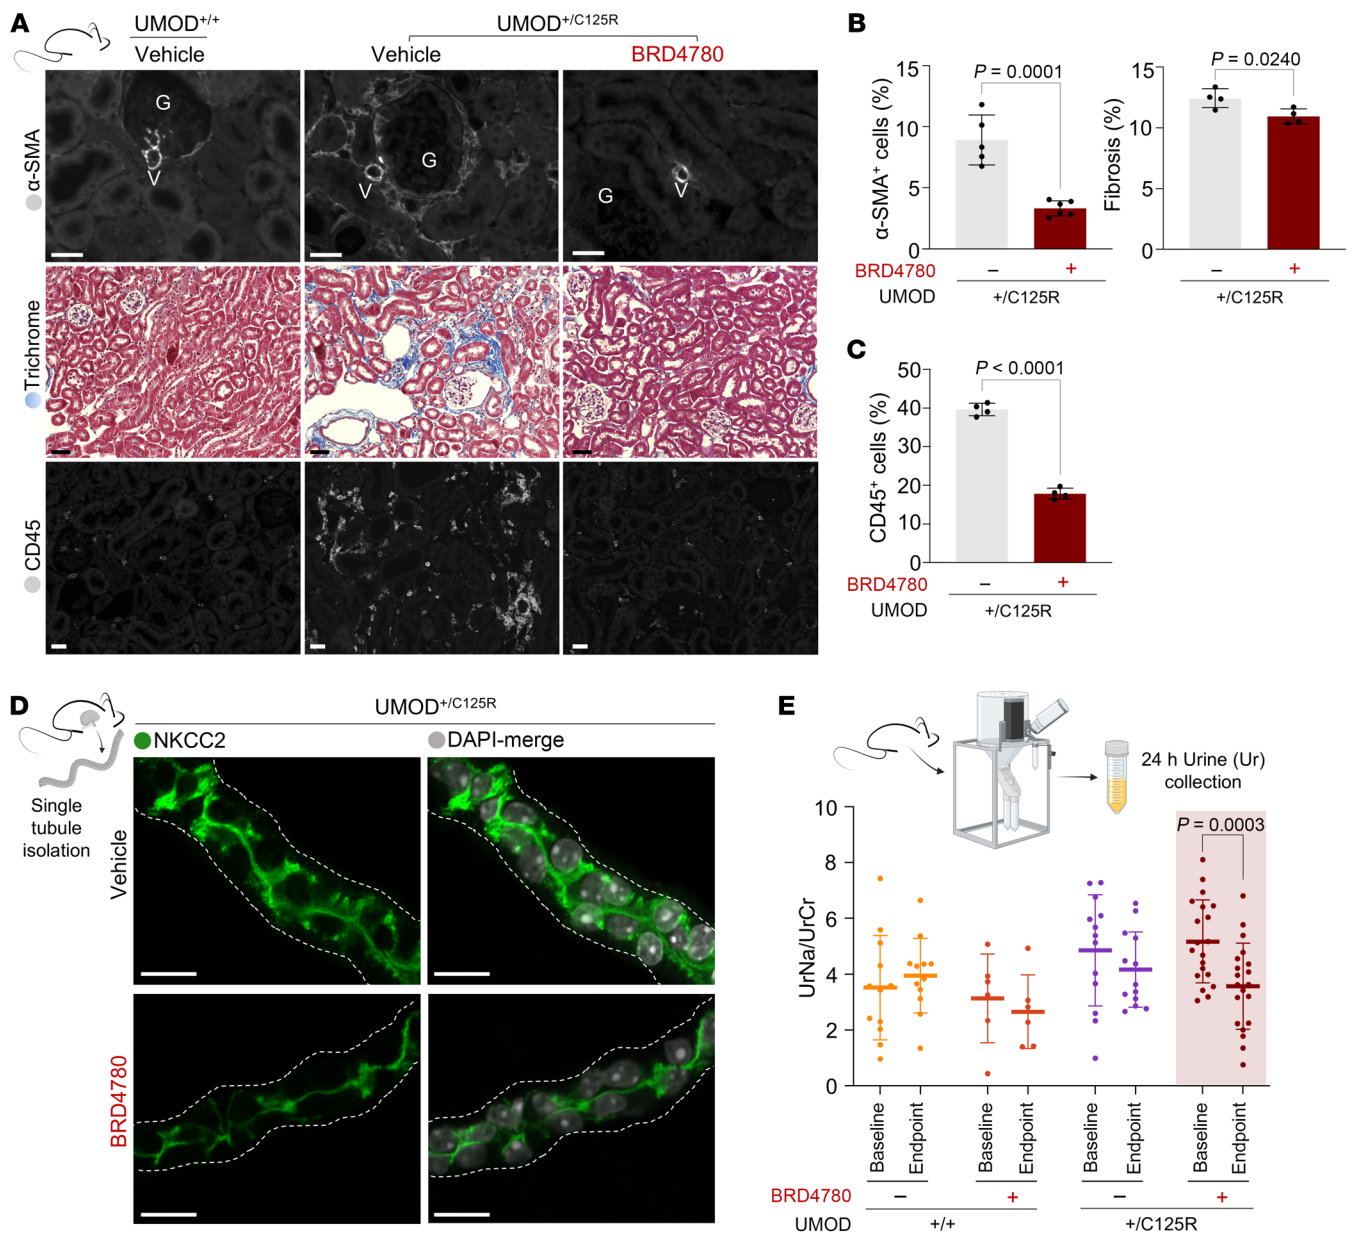 A
UMOD+/+
UMOD+/C125R
Vehicle
Vehicle
BRD4780
α-SMA
G
V
G
V
G
V
Trichrome
CD45
B
α-SMA+ cells (%)
15
10
5
0
P = 0.0001
BRD4780
− +
UMOD
+/C125R
Fibrosis (%)
15
10
5
0
P = 0.0240
− +
+/C125R
C
CD45+ cells (%)
50
40
30
20
10
0
P < 0.0001
BRD4780
− +
UMOD
+/C125R
D
UMOD+/C125R
NKCC2
DAPI-merge
Single
tubule
isolation
Vehicle
BRD4780
E
24 h Urine (Ur)
collection
UrNa/UrCr
10
8
6
4
2
0
P = 0.0003
Baseline
Endpoint
Baseline
Endpoint
Baseline
Endpoint
Baseline
Endpoint
BRD4780
− + − +
UMOD
+/+ +/C125R